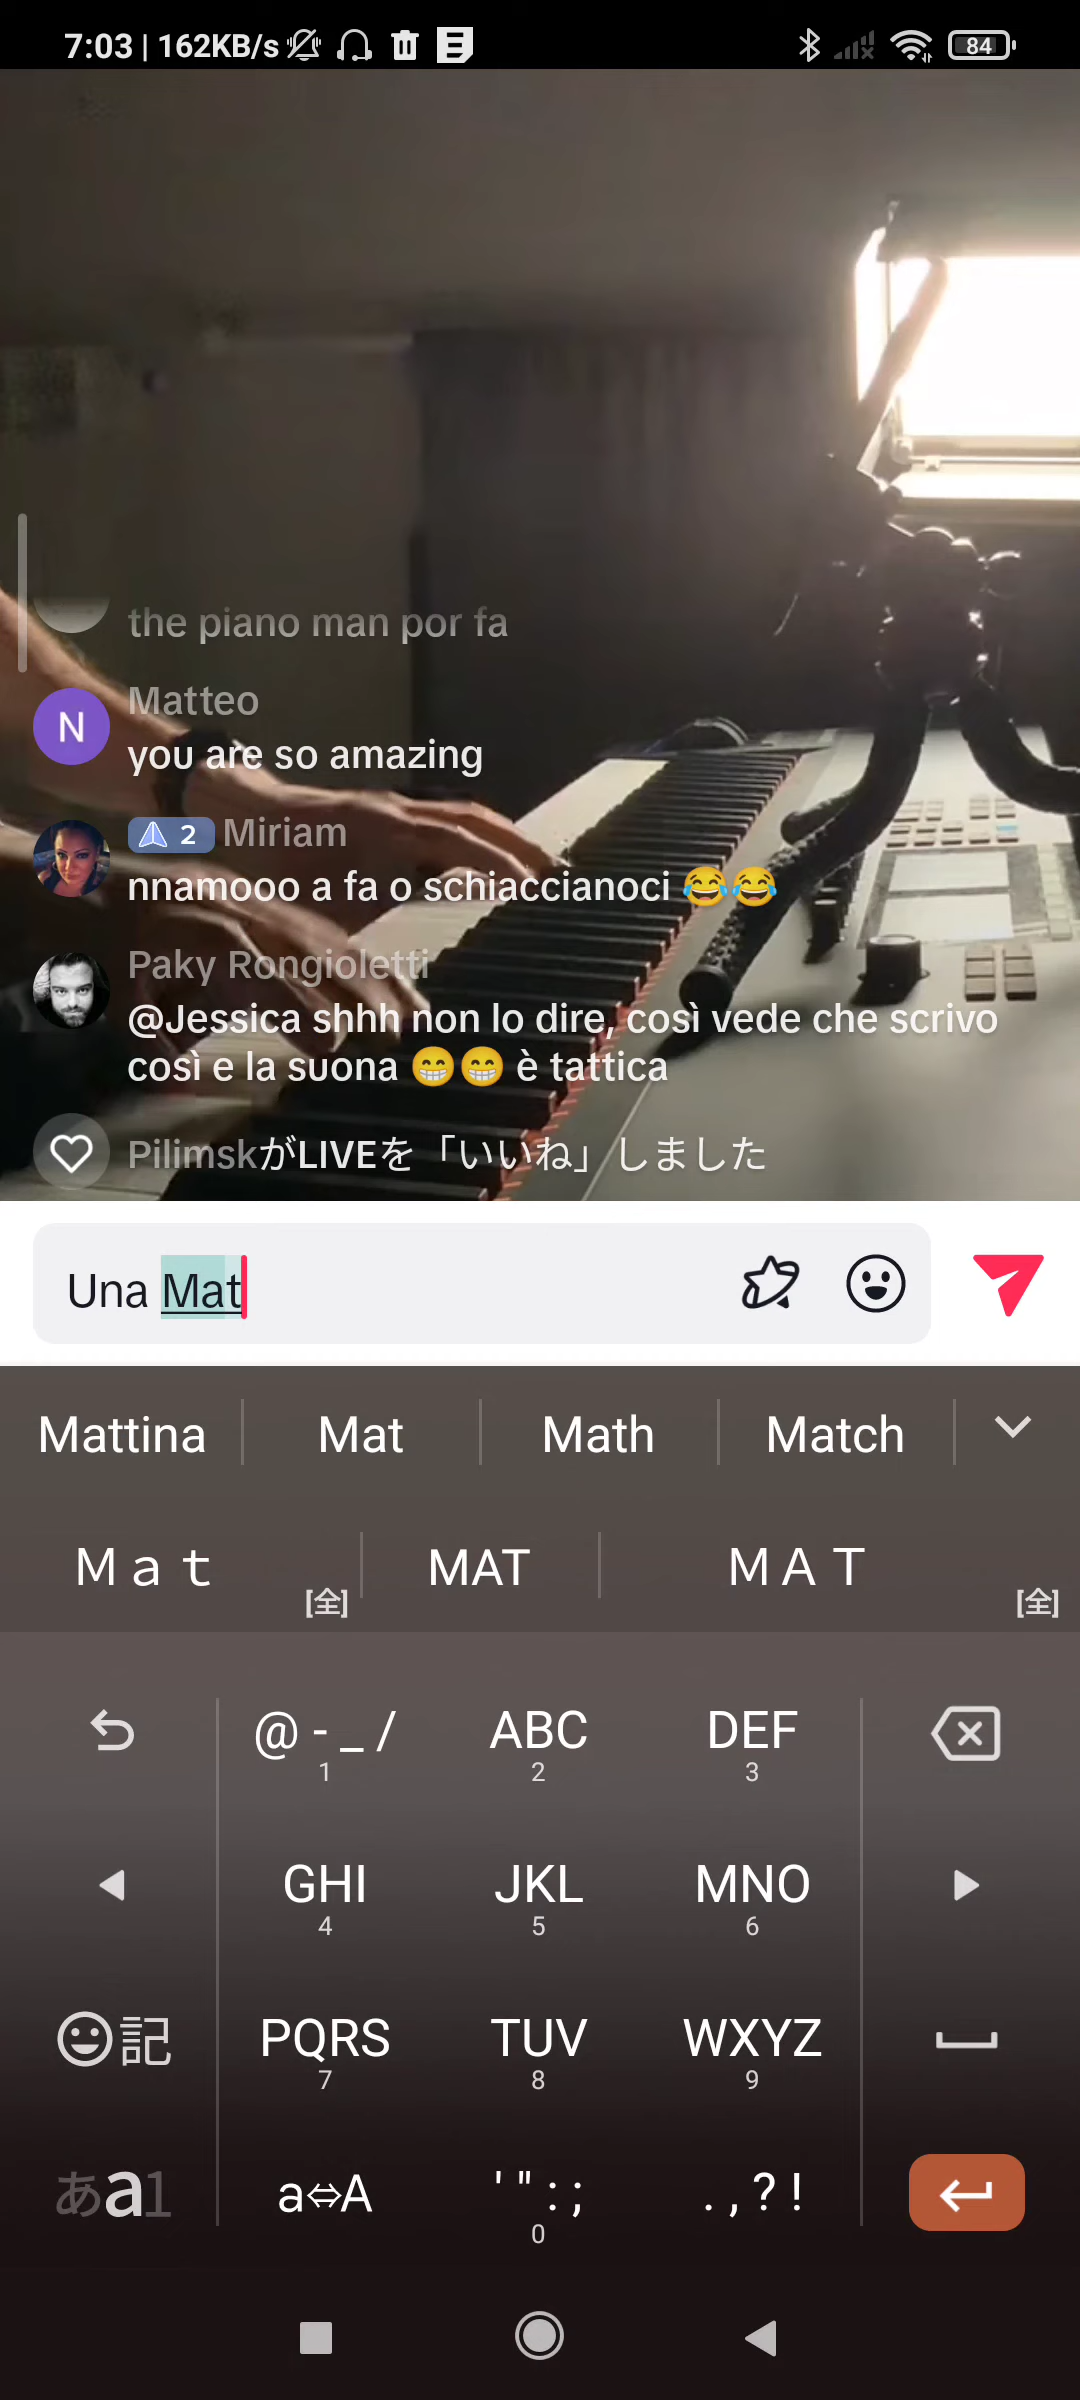 7:03 | 162KB/s
84
the piano man por fa
N
Matteo
you are so amazing
2 Miriam
nnamooo a fa o schiaccianoci 😂😂
Paky Rongioletti
@Jessica shhh non lo dire, così vede che scrivo
così e la suona 😁😁 è tattica
PilimskがLIVEを「いいね」しました
Una Mat
Mattina Mat Math Match
Ｍａｔ [全] MAT ＭＡＴ [全]
@-_/ ABC DEF
1 2 3
GHI JKL MNO
4 5 6
記 PQRS TUV WXYZ
7 8 9
あa1 a⇔A '":; .,?!
0